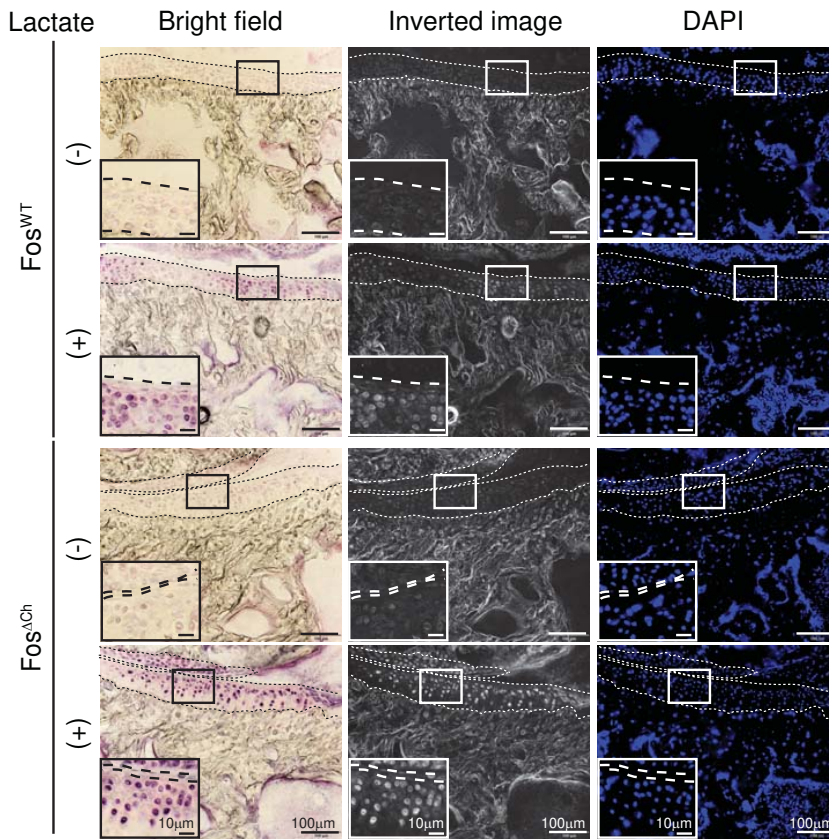 Lactate Bright field Inverted image DAPI
Fos^WT
(-)
(+)
Fos^ΔCh
(-)
(+)
10μm 100μm 10μm 100μm 10μm 100μm